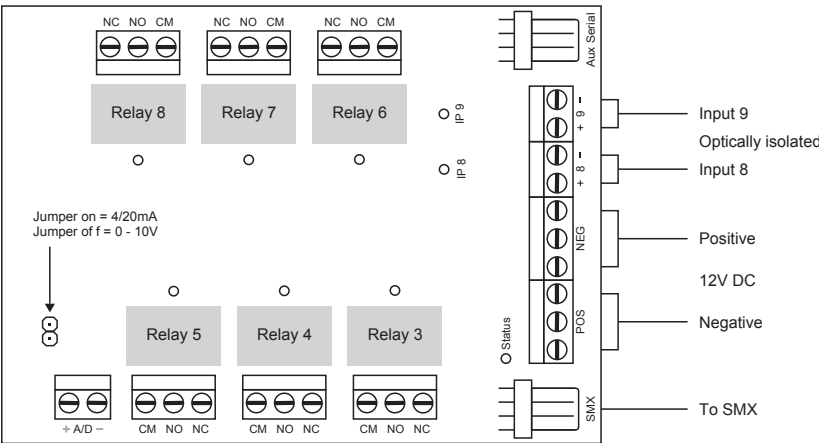 NC NO CM
NC NO CM
NC NO CM
Aux Serial
Relay 8
Relay 7
Relay 6
IP 9
IP 8
+ 9 -
+ 8 -
NEG
POS
Input 9
Optically isolated
Input 8
Positive
12V DC
Negative
Jumper on = 4/20mA
Jumper of f = 0 - 10V
Relay 5
Relay 4
Relay 3
Status
+ A/D −
CM NO NC
CM NO NC
CM NO NC
SMX
To SMX